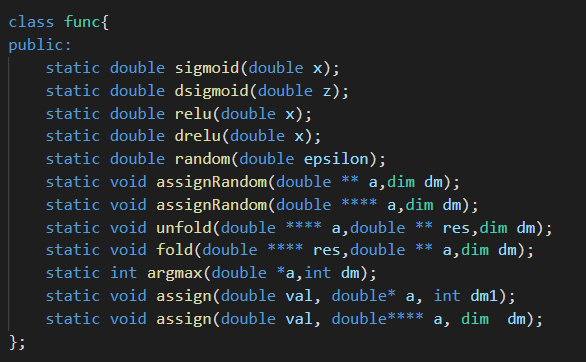 class func{
public:
    static double sigmoid(double x);
    static double dsigmoid(double z);
    static double relu(double x);
    static double drelu(double x);
    static double random(double epsilon);
    static void assignRandom(double ** a,dim dm);
    static void assignRandom(double **** a,dim dm);
    static void unfold(double **** a,double ** res,dim dm);
    static void fold(double **** res,double ** a,dim dm);
    static int argmax(double *a,int dm);
    static void assign(double val, double* a, int dm1);
    static void assign(double val, double**** a, dim  dm);
};